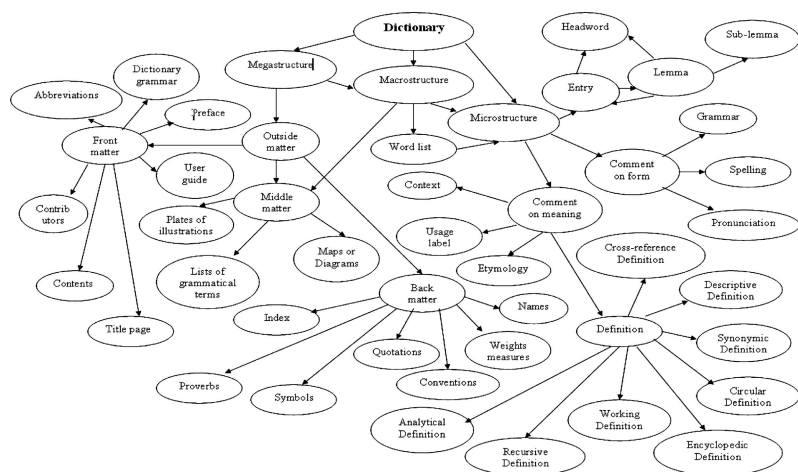 Dictionary
Headword
Sub-lemma
Megastructure
Macrostructure
Entry
Lemma
Dictionary
grammar
Abbreviations
Preface
Microstructure
Grammar
Front
matter
Outside
matter
Word list
Comment
on form
Spelling
User
guide
Middle
matter
Context
Comment
on meaning
Contrib
utors
Plates of
illustrations
Pronunciation
Usage
label
Maps or
Diagrams
Etymology
Cross-reference
Definition
Contents
Lists of
grammatical
terms
Descriptive
Definition
Back
matter
Names
Index
Title page
Definition
Synonymic
Definition
Quotations
Weights
measures
Proverbs
Symbols
Conventions
Circular
Definition
Analytical
Definition
Working
Definition
Recursive
Definition
Encyclopedic
Definition